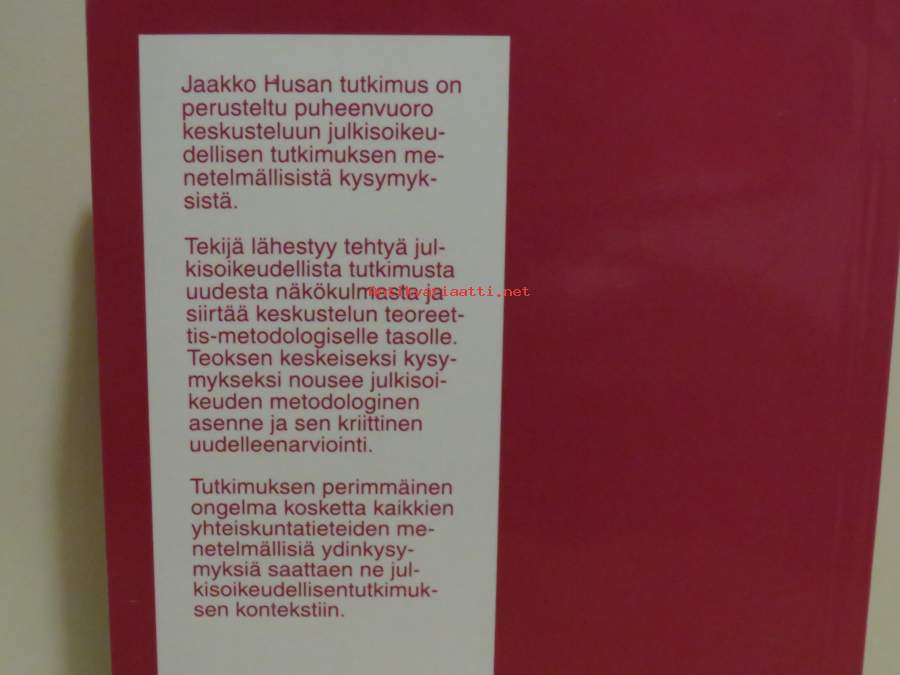 Jaakko Husan tutkimus on
perusteltu puheenvuoro
keskusteluun julkisoikeu-
dellisen tutkimuksen me-
netelmällisistä kysymyk-
sistä.
Tekijä lähestyy tehtyä jul-
kisoikeudellista tutkimusta
uudesta näkökulmasta ja
siirtää keskustelun teoreet-
tis-metodologiselle tasolle.
Teoksen keskeiseksi kysy-
mykseksi nousee julkisoi-
keuden metodologinen
asenne ja sen kriittinen
uudelleenarviointi.
Tutkimuksen perimmäinen
ongelma kosketta kaikkien
yhteiskuntatieteiden me-
netelmällisiä ydinkysy-
myksiä saattaen ne jul-
kisoikeudellisentutkimuk-
sen kontekstiin.
Antikvariaatti.net